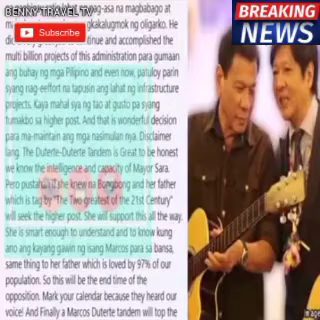 BENNY TRAVEL TV
Subscribe
BREAKING
NEWS
-asa na magbabago at
gkakalugmok ng oligarko. He
and accomplished the
multi billion projects of this administration para gumaan
ang buhay ng mga Pilipino and even now, patuloy parin
syang nag-eeffort na tapusin ang lahat ng infrastracture
projects. Kaya mahal sya ng tao at gusto pa syang
tumakbo sa higher post. And that is wonderful decision
para ma-maintain ang mga nasimulan nya. Disclaimer
lang. The Duterte-Duterte Tandem is Great to be honest
we know the intelligence and capacity of Mayor Sara.
Pero pustahan if she knew na Bongbong and her father
which is tag by "The Two greatest of the 21st Century"
will seek the higher post. She will support this all the way.
She is smart enough to understand and to know kung
ano ang kayang gawin ng isang Marcos para sa bansa,
same thing to her father which is loved by 97% of our
population. So this will be the end time of the
opposition. Mark your calendar because they heard our
voice! And Finally a Marcos Duterte tandem will top the